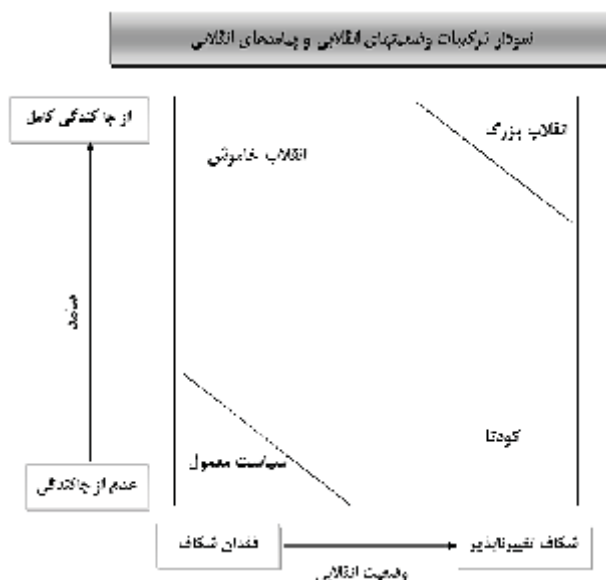 نمودار ترکیبات وضعیتهای انقلابی و پیامدهای انقلابی
از جا کندگی کامل
انقلاب بزرگ
انقلاب خاموش
کودتا
سیاست معمول
عدم از جاکندگی
شکاف تغییرناپذیر
فقدان شکاف
وضعیت انقلابی